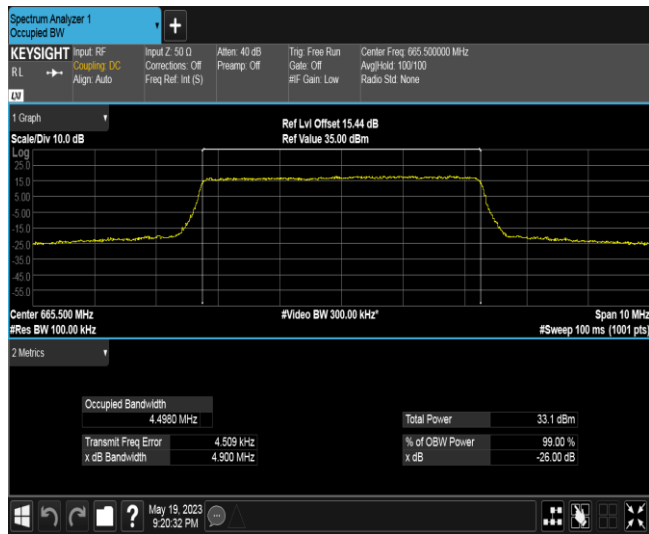 Spectrum Analyzer 1
Occupied BW
+
KEYSIGHT Input: RF Input Z: 50 Ω Atten: 40 dB Trig: Free Run Center Freq: 665.500000 MHz
RL Coupling: DC Corrections: Off Preamp: Off Gate: Off Avg|Hold: 100/100
Align: Auto Freq Ref: Int (S) #IF Gain: Low Radio Std: None
LXI
1 Graph
Ref Lvl Offset 15.44 dB
Scale/Div 10.0 dB Ref Value 35.00 dBm
Log
25.0
15.0
5.00
-5.00
-15.0
-25.0
-35.0
-45.0
-55.0
Center 665.500 MHz #Video BW 300.00 kHz* Span 10 MHz
#Res BW 100.00 kHz #Sweep 100 ms (1001 pts)
2 Metrics
Occupied Bandwidth
4.4980 MHz Total Power 33.1 dBm
Transmit Freq Error 4.509 kHz % of OBW Power 99.00 %
x dB Bandwidth 4.900 MHz x dB -26.00 dB
? May 19, 2023
9:20:32 PM